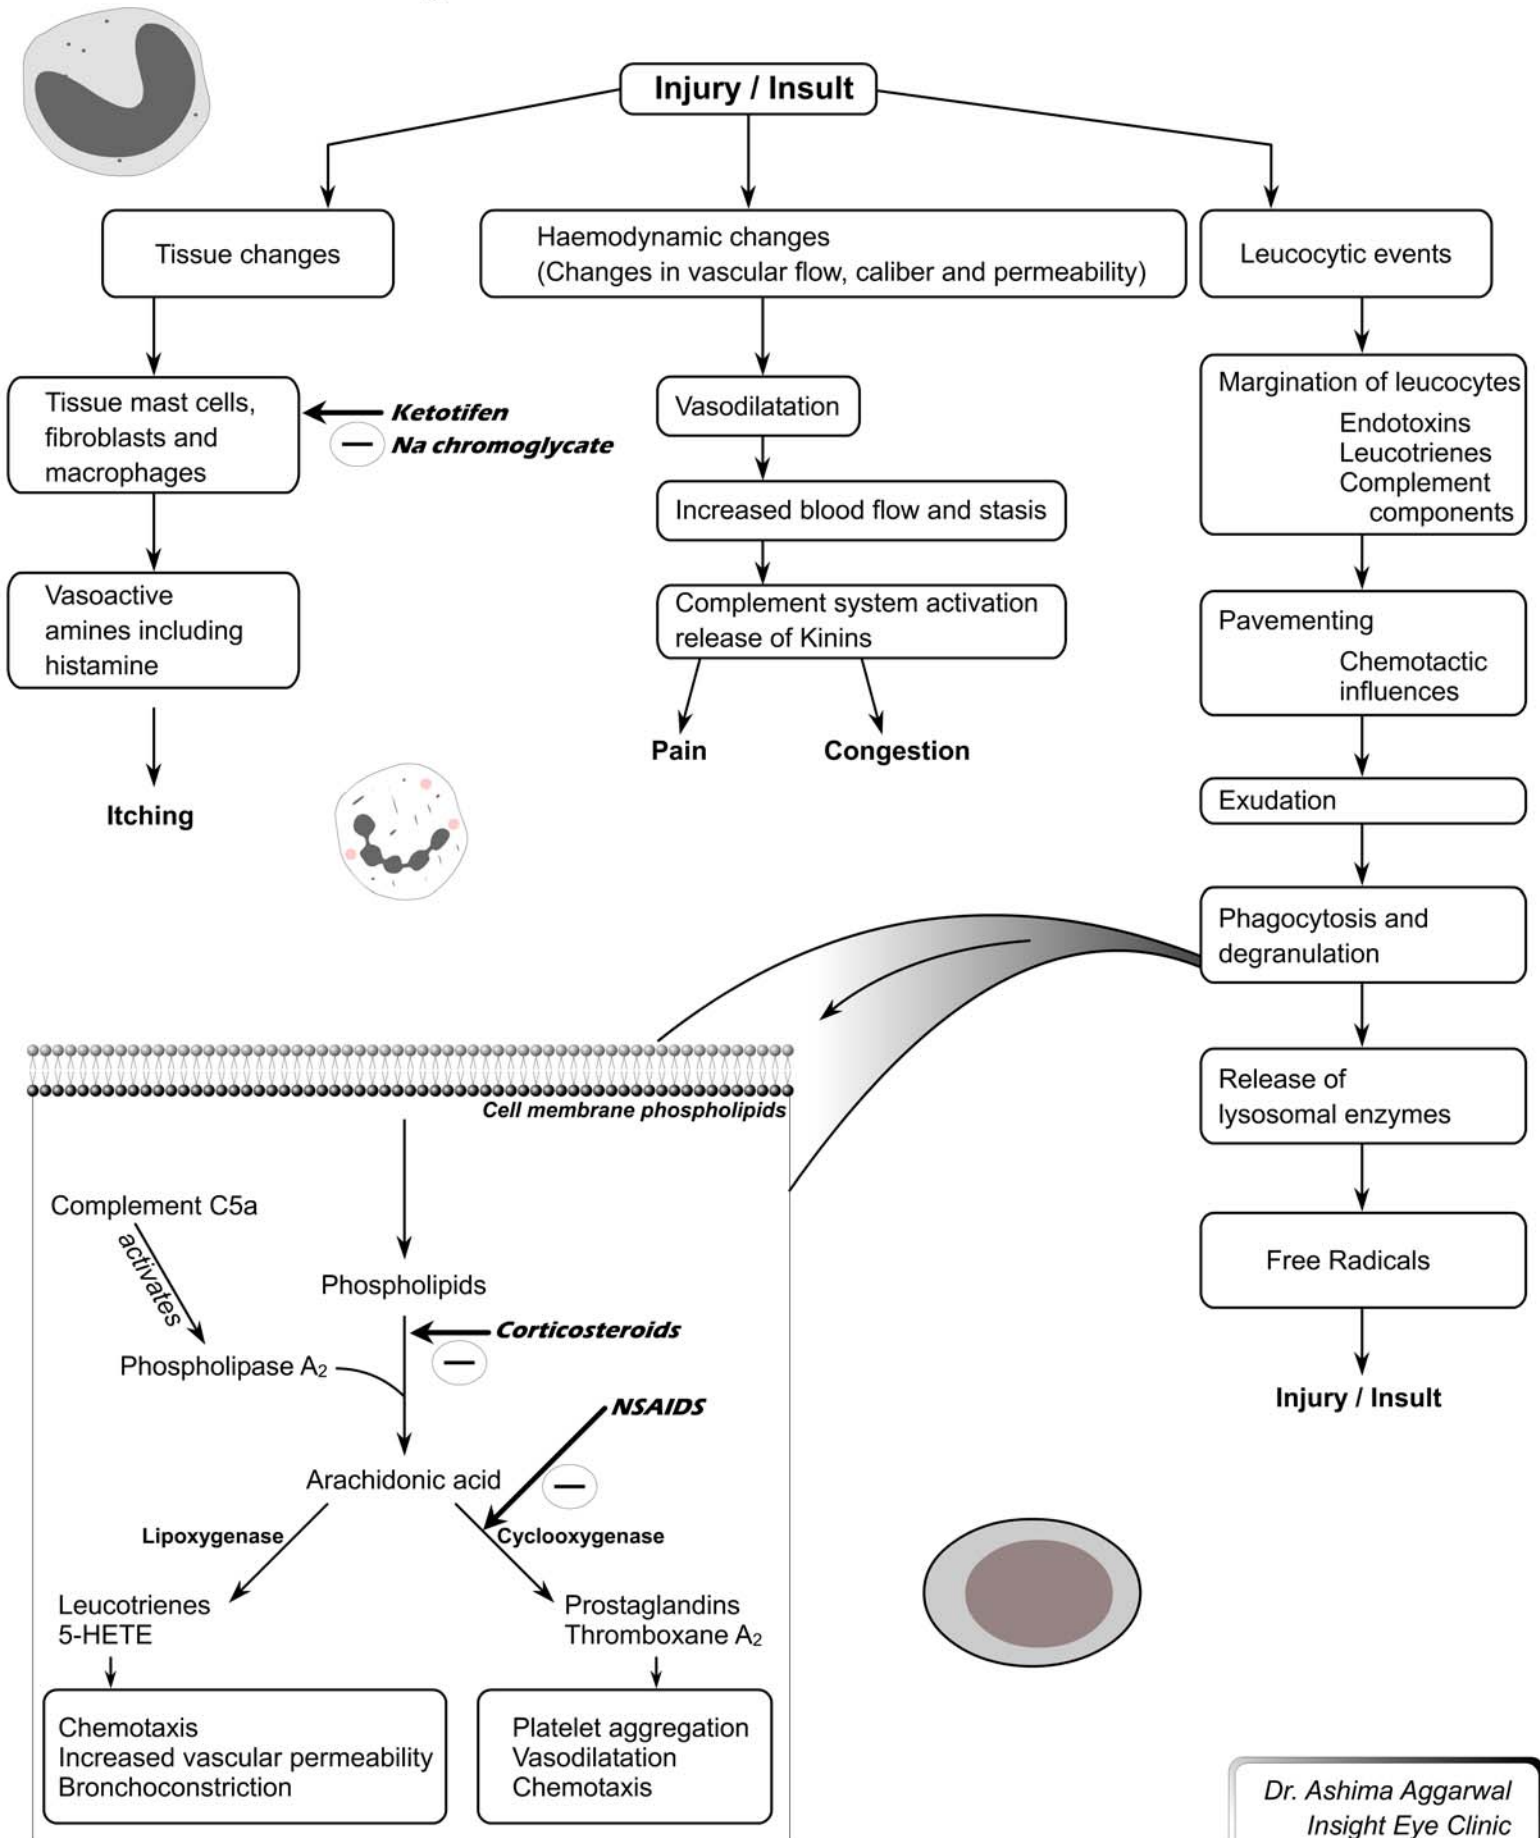 Injury / Insult
Tissue changes
Haemodynamic changes
(Changes in vascular flow, caliber and permeability)
Leucocytic events
Tissue mast cells,
fibroblasts and
macrophages
Ketotifen
Na chromoglycate
Vasoactive
amines including
histamine
Itching
Vasodilatation
Increased blood flow and stasis
Complement system activation
release of Kinins
Pain
Congestion
Margination of leucocytes
Endotoxins
Leucotrienes
Complement
components
Pavementing
Chemotactic
influences
Exudation
Phagocytosis and
degranulation
Release of
lysosomal enzymes
Free Radicals
Injury / Insult
Cell membrane phospholipids
Complement C5a
activates
Phospholipids
Corticosteroids
Phospholipase A₂
NSAIDS
Arachidonic acid
Lipoxygenase
Cyclooxygenase
Leucotrienes
5-HETE
Prostaglandins
Thromboxane A₂
Chemotaxis
Increased vascular permeability
Bronchoconstriction
Platelet aggregation
Vasodilatation
Chemotaxis
Dr. Ashima Aggarwal
Insight Eye Clinic